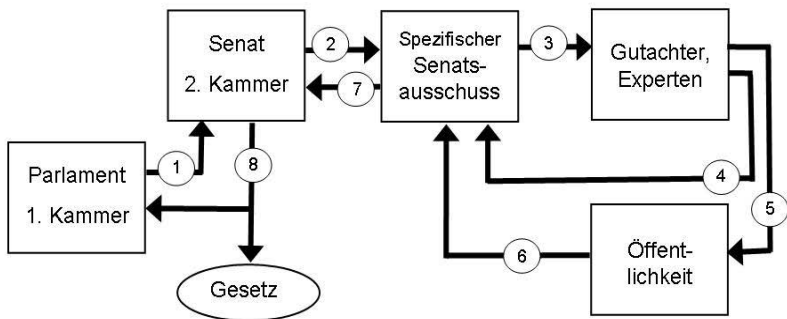 Senat
2. Kammer
2
7
Spezifischer
Senats-
ausschuss
3
Gutachter,
Experten
Parlament
1. Kammer
1
8
4
5
6
Öffent-
lichkeit
Gesetz